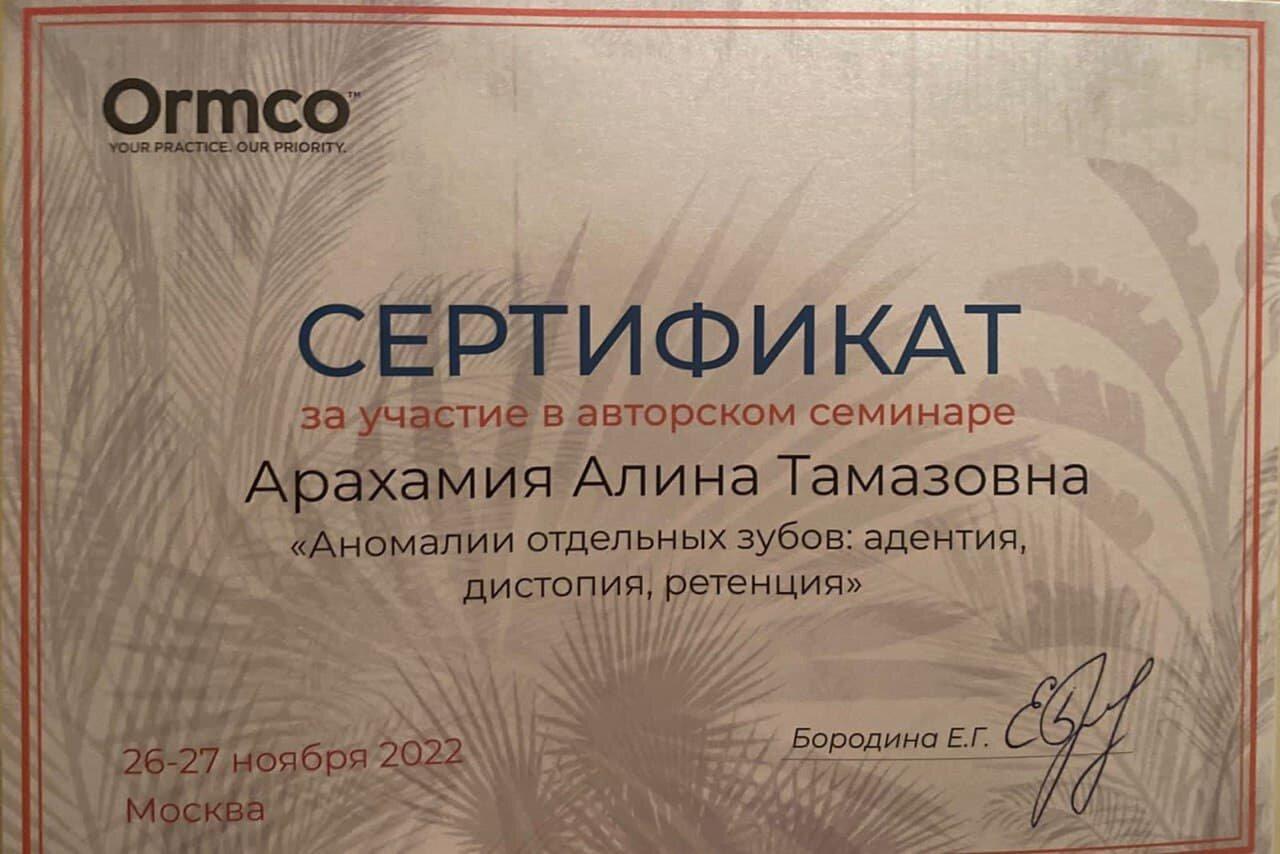 Ormco™
YOUR PRACTICE. OUR PRIORITY.
СЕРТИФИКАТ
за участие в авторском семинаре
Арахамия Алина Тамазовна
«Аномалии отдельных зубов: адентия,
дистопия, ретенция»
Бородина Е.Г.
26-27 ноября 2022
Москва